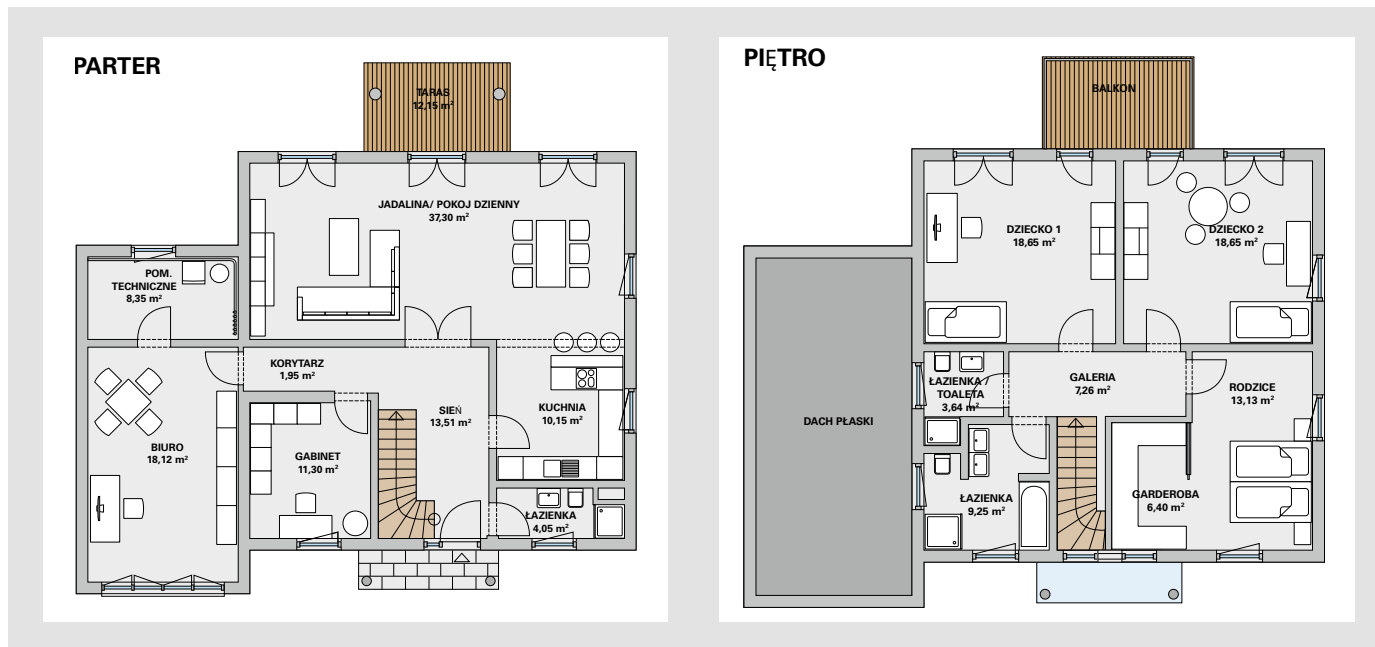 PARTER
TARAS
12,15 m²
JADALINA/ POKOJ DZIENNY
37,30 m²
POM.
TECHNICZNE
8,35 m²
KORYTARZ
1,95 m²
SIEŃ
13,51 m²
KUCHNIA
10,15 m²
BIURO
18,12 m²
GABINET
11,30 m²
ŁAZIENKA
4,05 m²
PIĘTRO
BALKON
DZIECKO 1
18,65 m²
DZIECKO 2
18,65 m²
ŁAZIENKA /
TOALETA
3,64 m²
GALERIA
7,26 m²
RODZICE
13,13 m²
DACH PŁASKI
ŁAZIENKA
9,25 m²
GARDEROBA
6,40 m²